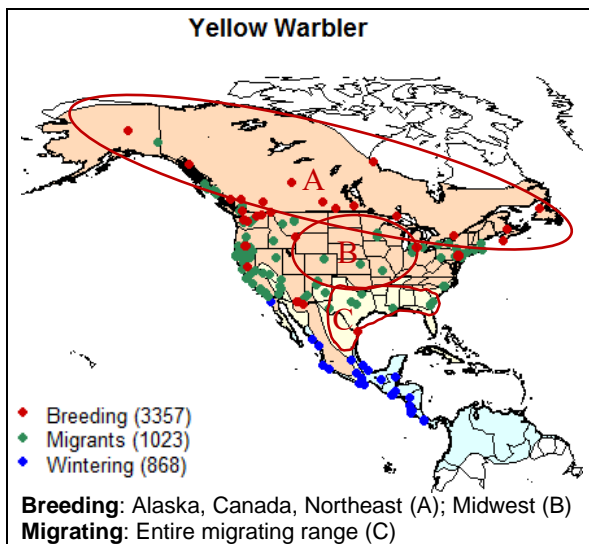 Yellow Warbler
A
B
C
Breeding (3357)
Migrants (1023)
Wintering (868)
Breeding: Alaska, Canada, Northeast (A); Midwest (B)
Migrating: Entire migrating range (C)